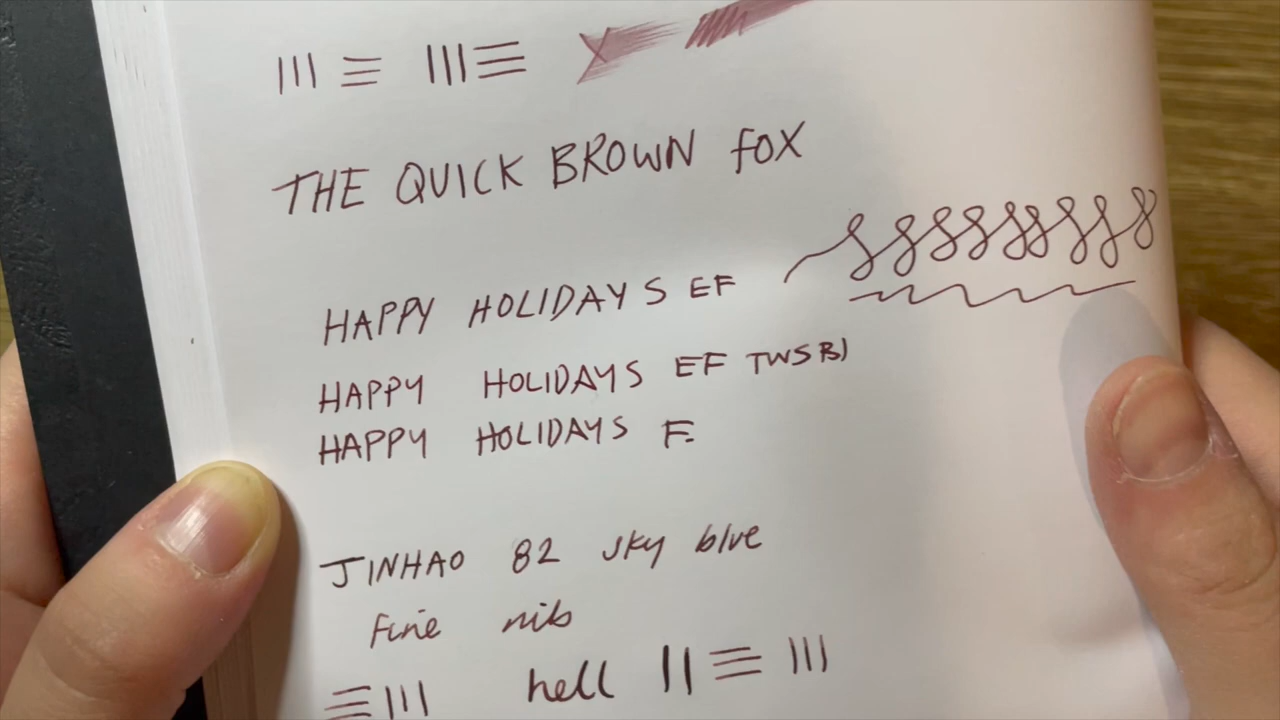 THE QUICK BROWN FOX
HAPPY HOLIDAYS EF
HAPPY HOLIDAYS EF TWSBI
HAPPY HOLIDAYS F.
JINHAO 82 sky blue
Fine nib
hell